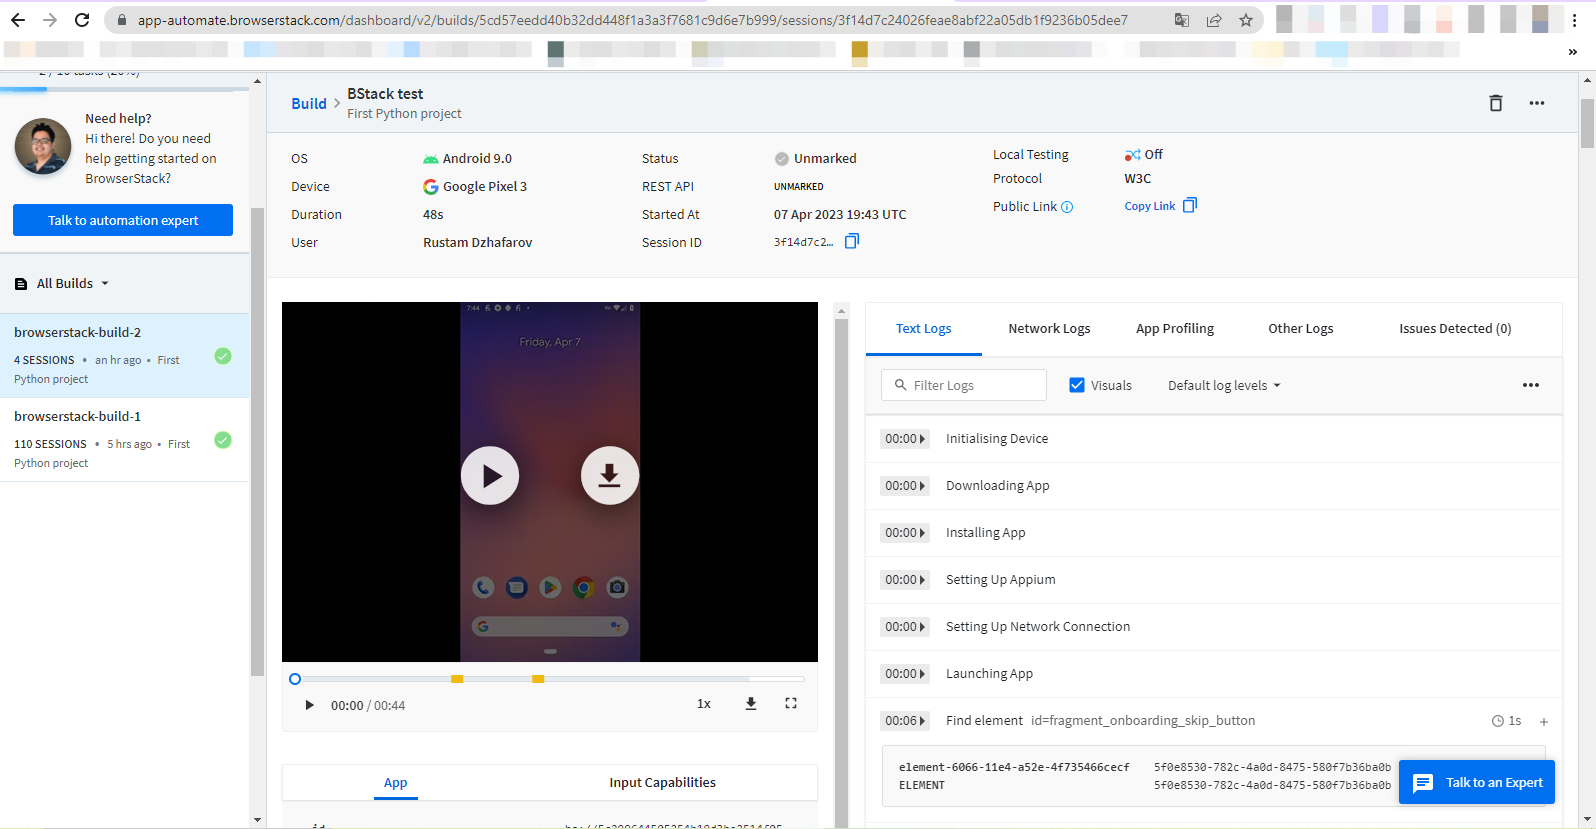 app-automate.browserstack.com/dashboard/v2/builds/5cd57eedd40b32dd448f1a3a3f7681c9d6e7b999/sessions/3f14d7c24026feae8abf22a05db1f9236b05dee7
»
2 / 10 tasks (20%)
Need help?
Hi there! Do you need
help getting started on
BrowserStack?
Talk to automation expert
All Builds
browserstack-build-2
4 SESSIONS • an hr ago • First
Python project
browserstack-build-1
110 SESSIONS • 5 hrs ago • First
Python project
Build > BStack test
First Python project
OS Android 9.0
Device Google Pixel 3
Duration 48s
User Rustam Dzhafarov
Status Unmarked
REST API UNMARKED
Started At 07 Apr 2023 19:43 UTC
Session ID 3f14d7c2...
Local Testing Off
Protocol W3C
Public Link Copy Link
7:44
Friday, Apr 7
00:00 / 00:44 1x
App Input Capabilities
id
Text Logs Network Logs App Profiling Other Logs Issues Detected (0)
Filter Logs Visuals Default log levels
00:00 Initialising Device
00:00 Downloading App
00:00 Installing App
00:00 Setting Up Appium
00:00 Setting Up Network Connection
00:00 Launching App
00:06 Find element id=fragment_onboarding_skip_button 1s +
element-6066-11e4-a52e-4f735466cecf 5f0e8530-782c-4a0d-8475-580f7b36ba0b
ELEMENT 5f0e8530-782c-4a0d-8475-580f7b36ba0b
Talk to an Expert